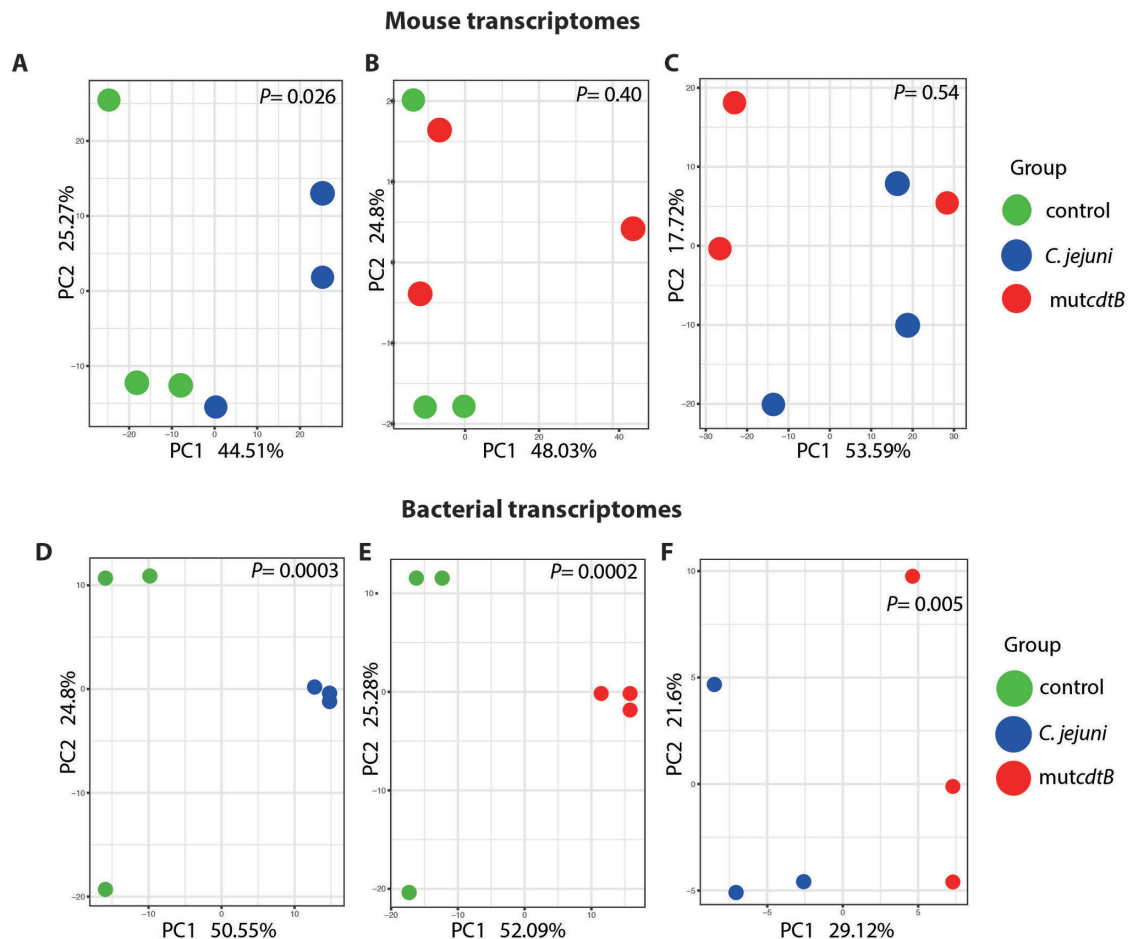 Mouse transcriptomes
A
P= 0.026
20
10
0
−10
−20
−10
0
10
20
PC2 25.27%
PC1 44.51%
B
P= 0.40
20
10
0
−10
−20
0
20
40
PC2 24.8%
PC1 48.03%
C
P= 0.54
20
10
0
−10
−20
−30
−20
−10
0
10
20
30
PC2 17.72%
PC1 53.59%
Group
control
C. jejuni
mutcdtB
Bacterial transcriptomes
D
P= 0.0003
10
0
−10
−20
−10
0
10
PC2 24.8%
PC1 50.55%
E
P= 0.0002
10
0
−10
−20
−20
−10
0
10
PC2 25.28%
PC1 52.09%
F
P= 0.005
10
5
0
−5
−5
0
5
PC2 21.6%
PC1 29.12%
Group
control
C. jejuni
mutcdtB